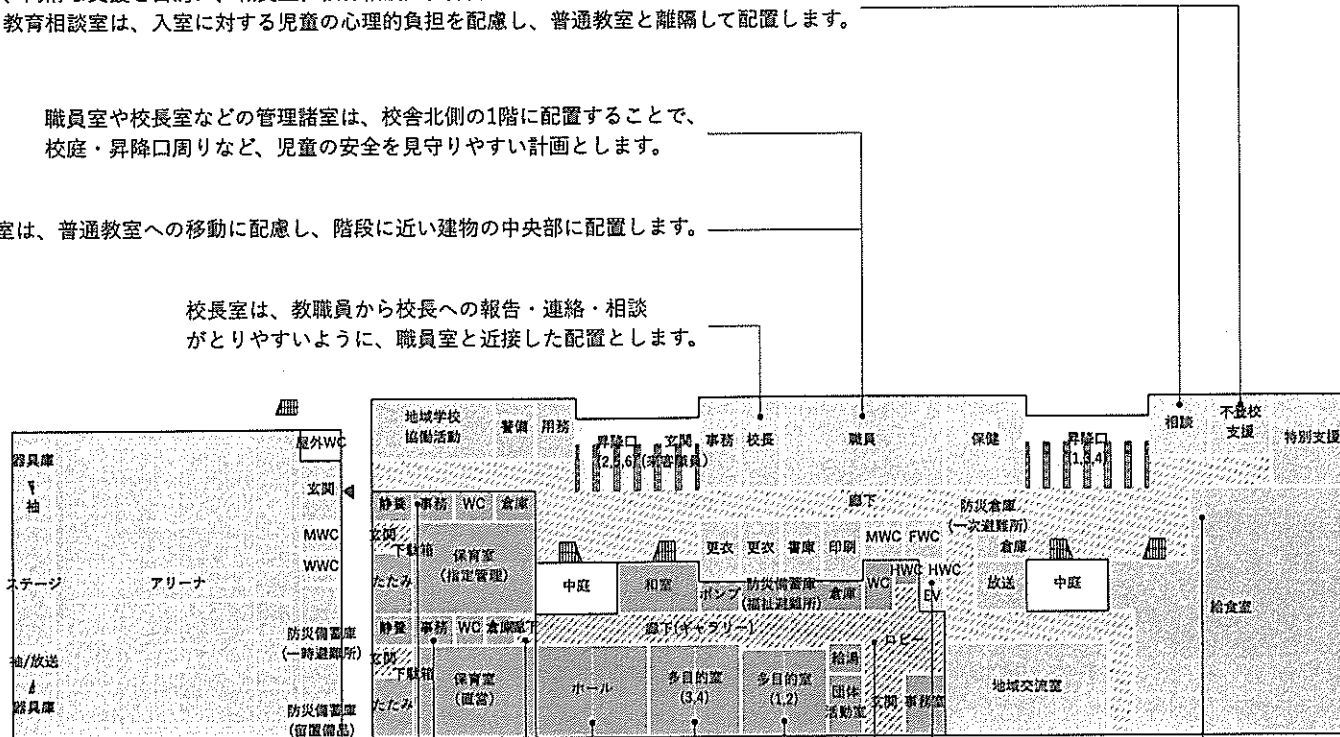 教育相談室は、入室に対する児童の心理的負担を配慮し、普通教室と離隔して配置します。
職員室や校長室などの管理諸室は、校舎北側の1階に配置することで、
校庭・昇降口周りなど、児童の安全を見守りやすい計画とします。
室は、普通教室への移動に配慮し、階段に近い建物の中央部に配置します。
校長室は、教職員から校長への報告・連絡・相談
がとりやすいように、職員室と近接した配置とします。
地域学校
協働活動
警備
用務
昇降口
(2,5,6)
玄関
(来客職員)
事務
校長
職員
保健
昇降口
(1,3,4)
相談
不登校
支援
特別支援
器具庫
袖
ステージ
アリーナ
袖/放送
器具庫
屋外WC
玄関
MWC
WWC
防災備蓄庫
(一時避難所)
防災備蓄庫
(留置備品)
静養
事務
WC
倉庫
玄関
下駄箱
たたみ
保育室
(指定管理)
中庭
和室
廊下
更衣
更衣
書庫
印刷
MWC
FWC
防災倉庫
(一次避難所)
倉庫
ポンプ
防災備蓄庫
(福祉避難所)
倉庫
WC
HWC
HWC
EV
放送
中庭
給食室
静養
事務
WC
倉庫
廊下
玄関
下駄箱
たたみ
保育室
(直営)
廊下(ギャラリー)
ロビー
ホール
多目的室
(3,4)
多目的室
(1,2)
給湯
団体
活動室
玄関
事務室
地域交流室